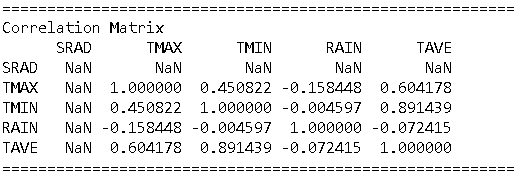 ======================================================
Correlation Matrix
SRAD TMAX TMIN RAIN TAVE
SRAD NaN NaN NaN NaN NaN
TMAX NaN 1.000000 0.450822 -0.158448 0.604178
TMIN NaN 0.450822 1.000000 -0.004597 0.891439
RAIN NaN -0.158448 -0.004597 1.000000 -0.072415
TAVE NaN 0.604178 0.891439 -0.072415 1.000000
======================================================